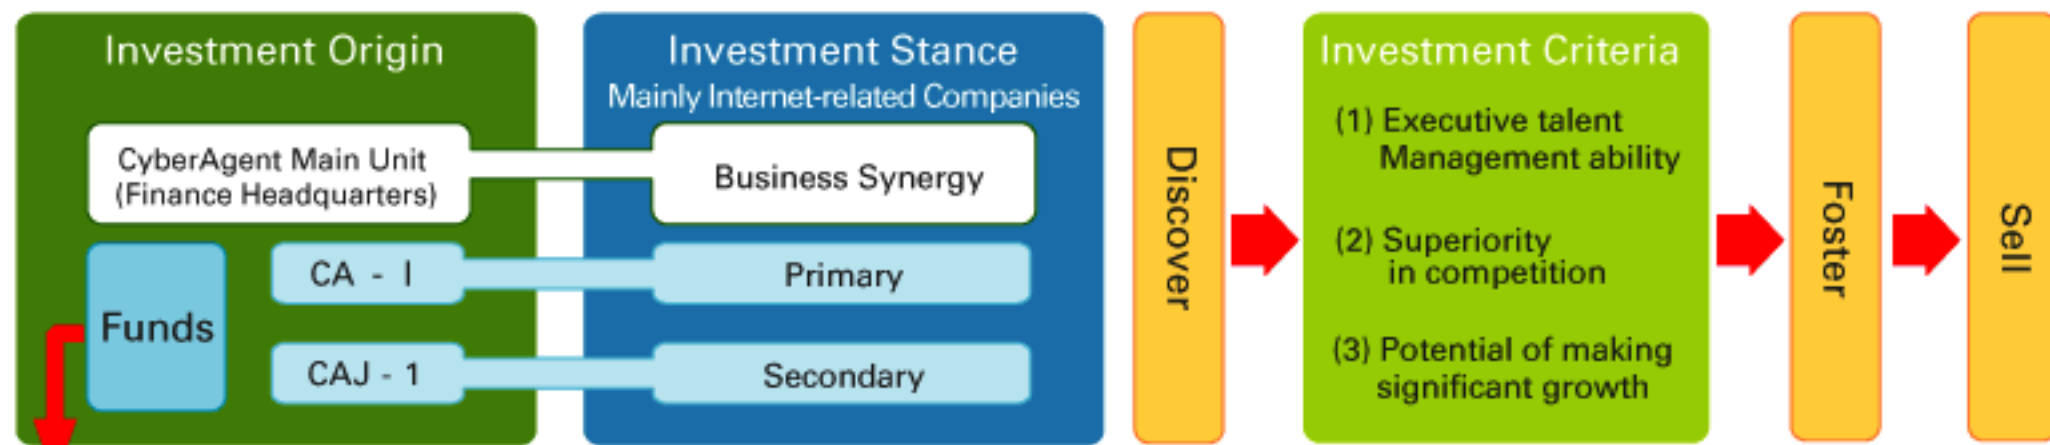 Investment Origin
CyberAgent Main Unit
(Finance Headquarters)
Funds
CA - I
CAJ - 1
Investment Stance
Mainly Internet-related Companies
Business Synergy
Primary
Secondary
Discover
Investment Criteria
(1) Executive talent
Management ability
(2) Superiority
in competition
(3) Potential of making
significant growth
Foster
Sell